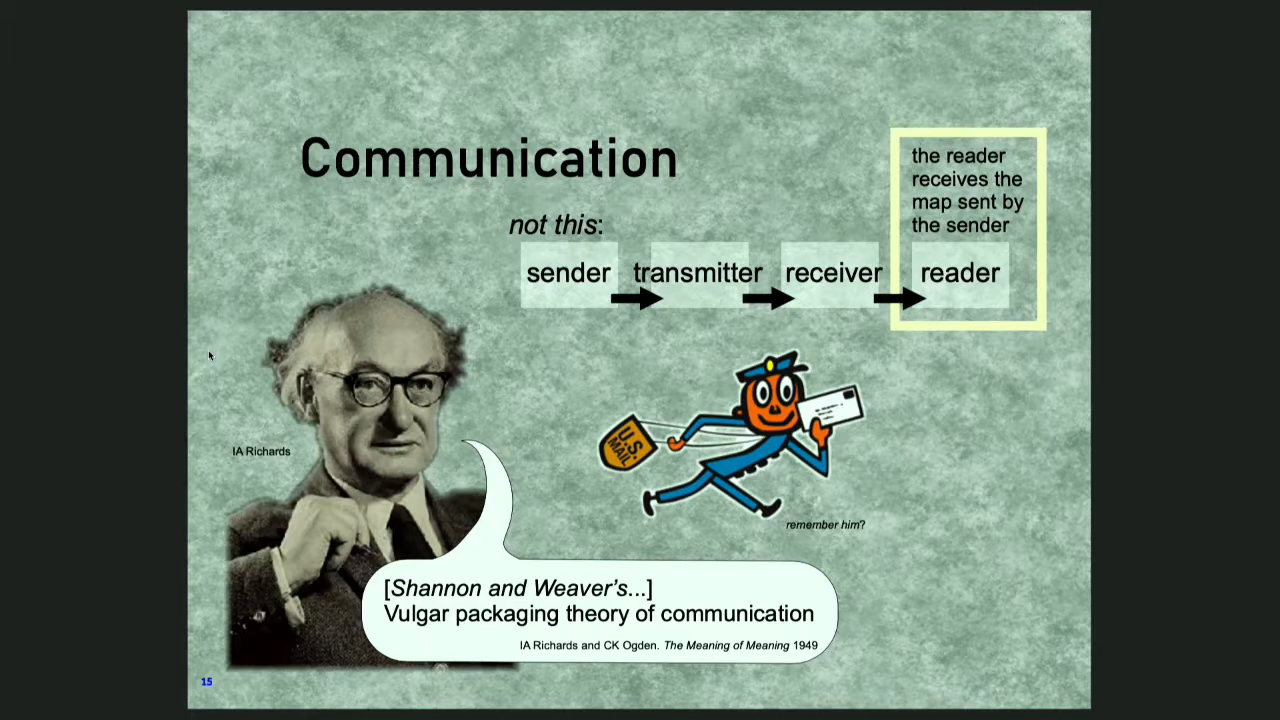 Communication
the reader
receives the
map sent by
the sender
not this:
sender transmitter receiver reader
IA Richards
U.S.
MAIL
remember him?
[Shannon and Weaver’s...]
Vulgar packaging theory of communication
IA Richards and CK Ogden. The Meaning of Meaning 1949
15